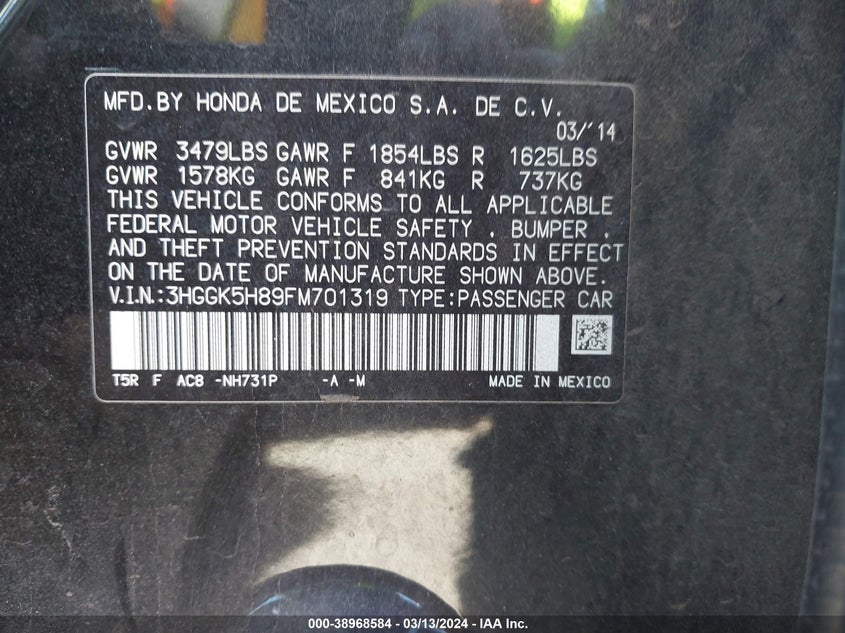 MFD.BY HONDA DE MEXICO S.A. DE C.V.
03/'14
GVWR 3479LBS GAWR F 1854LBS R 1625LBS
GVWR 1578KG GAWR F 841KG R 737KG
THIS VEHICLE CONFORMS TO ALL APPLICABLE
FEDERAL MOTOR VEHICLE SAFETY , BUMPER ,
AND THEFT PREVENTION STANDARDS IN EFFECT
ON THE DATE OF MANUFACTURE SHOWN ABOVE.
V.I.N.:3HGGK5H89FM701319 TYPE:PASSENGER CAR
T5R F AC8 -NH731P -A -M MADE IN MEXICO
000-38968584 - 03/13/2024 - IAA Inc.